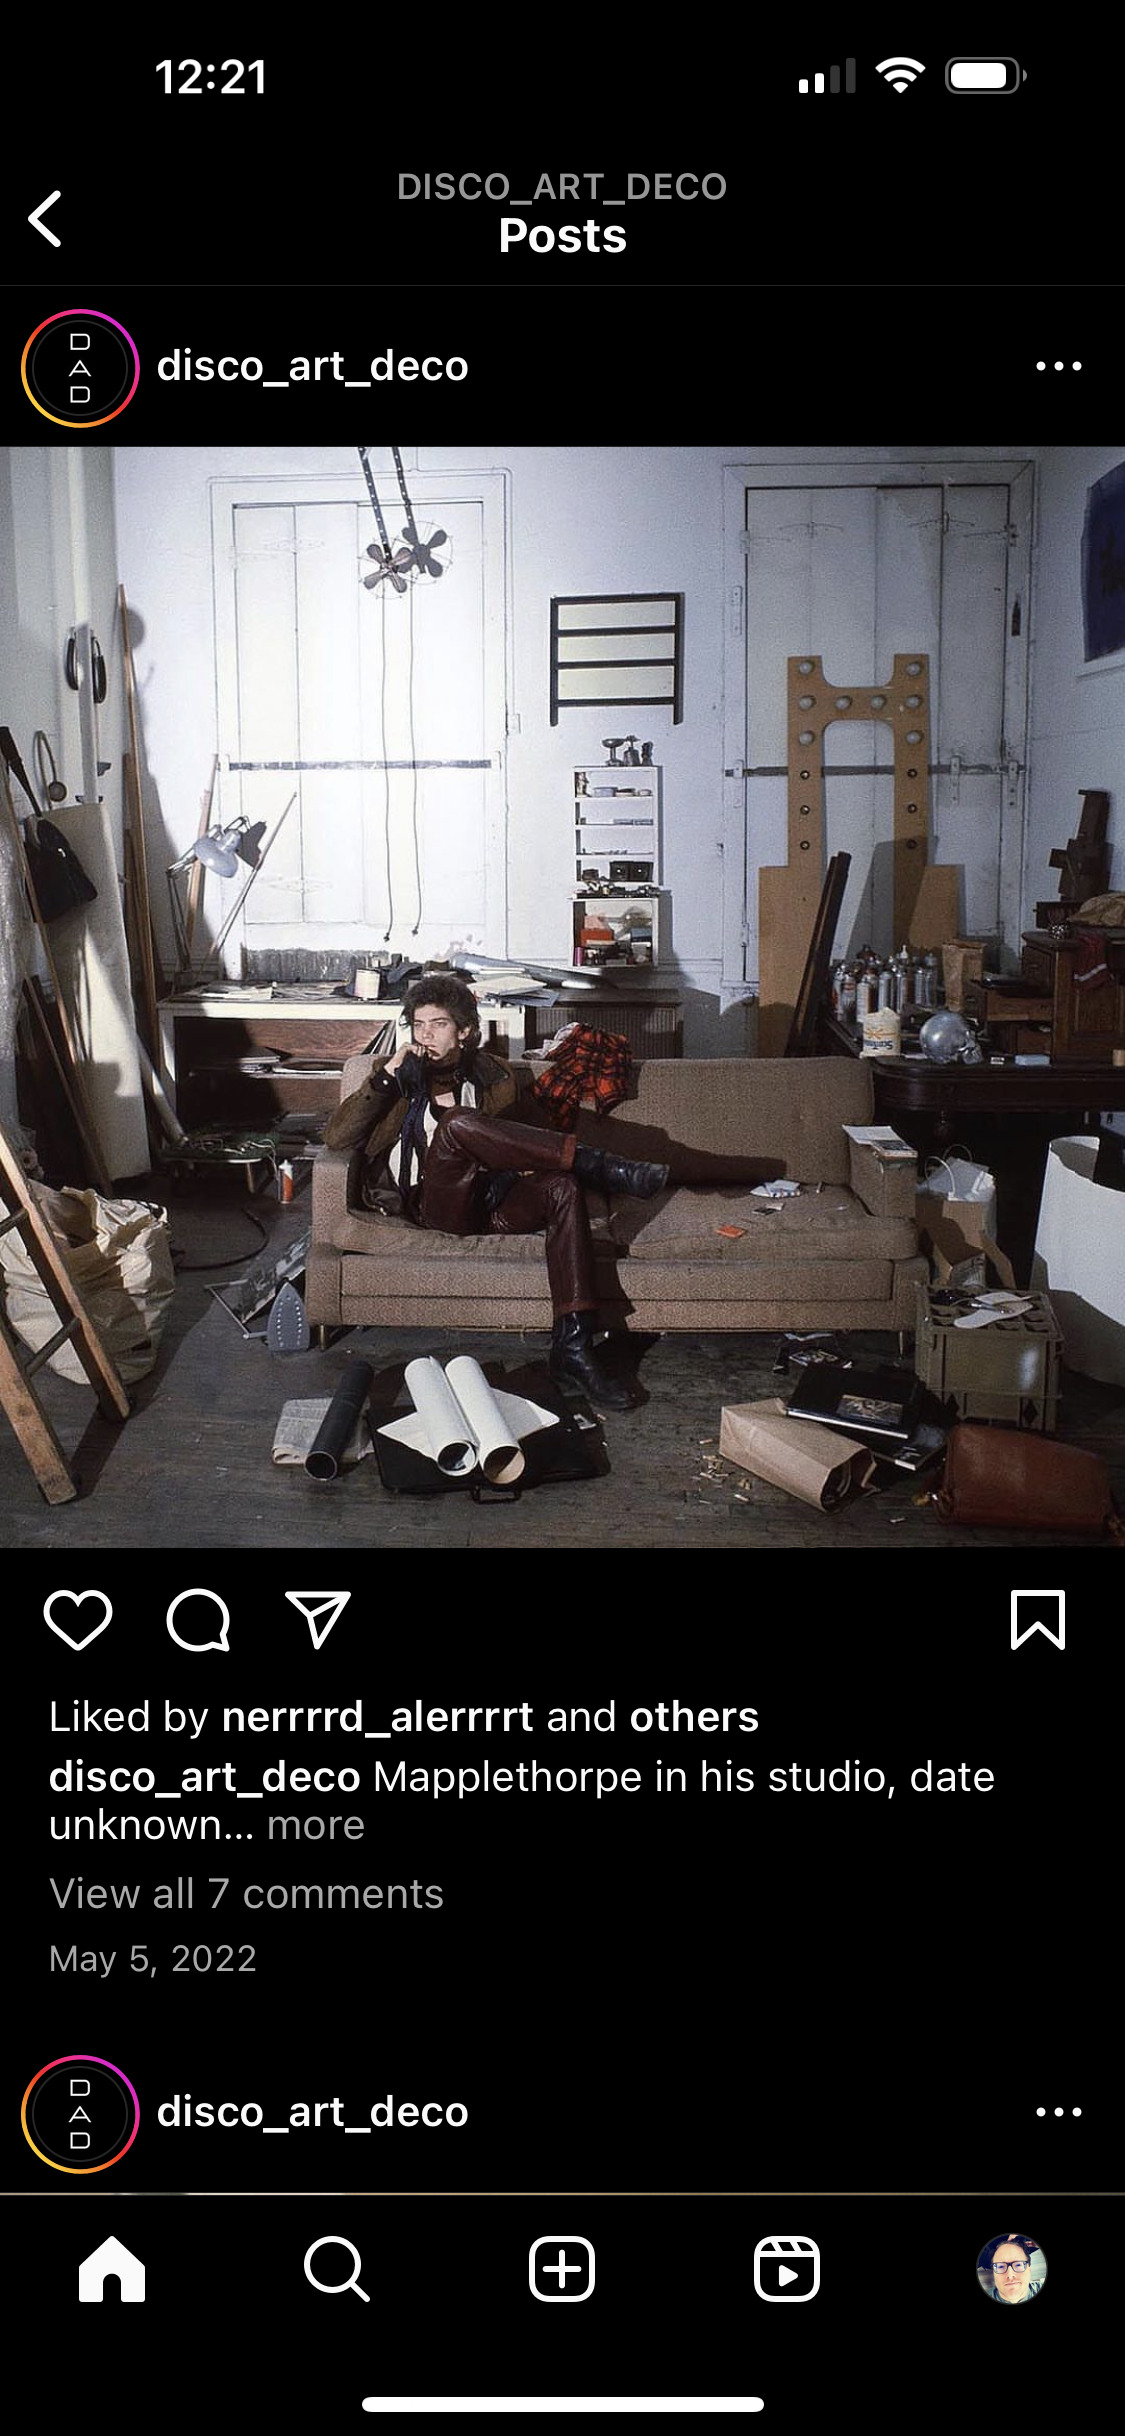 12:21
DISCO_ART_DECO
Posts
D
A
D
disco_art_deco
Liked by nerrrrd_alerrrrt and others
disco_art_deco Mapplethorpe in his studio, date
unknown... more
View all 7 comments
May 5, 2022
D
A
D
disco_art_deco